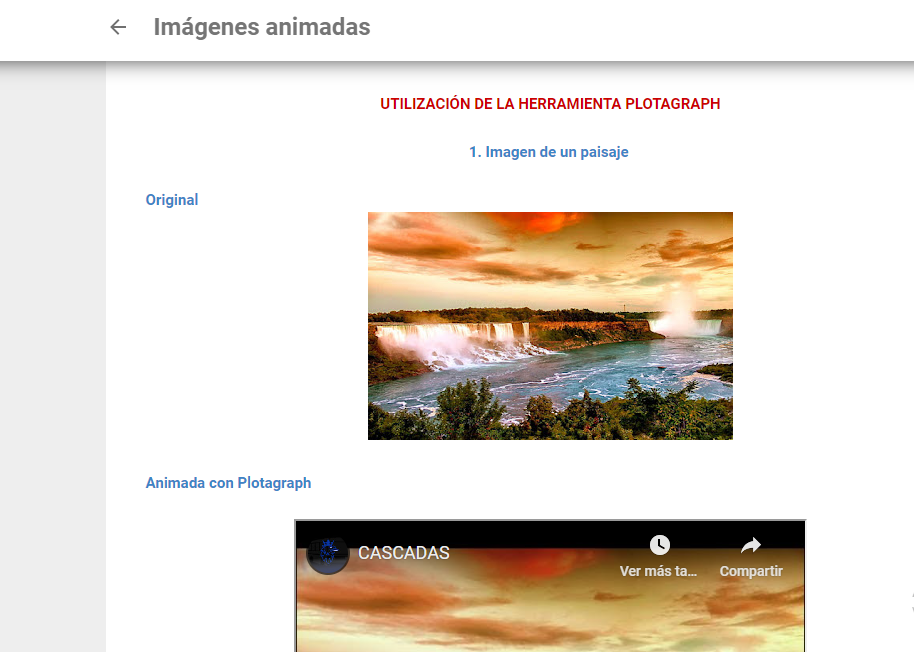 Imágenes animadas
UTILIZACIÓN DE LA HERRAMIENTA PLOTAGRAPH
1. Imagen de un paisaje
Original
Animada con Plotagraph
CASCADAS
Ver más ta...
Compartir